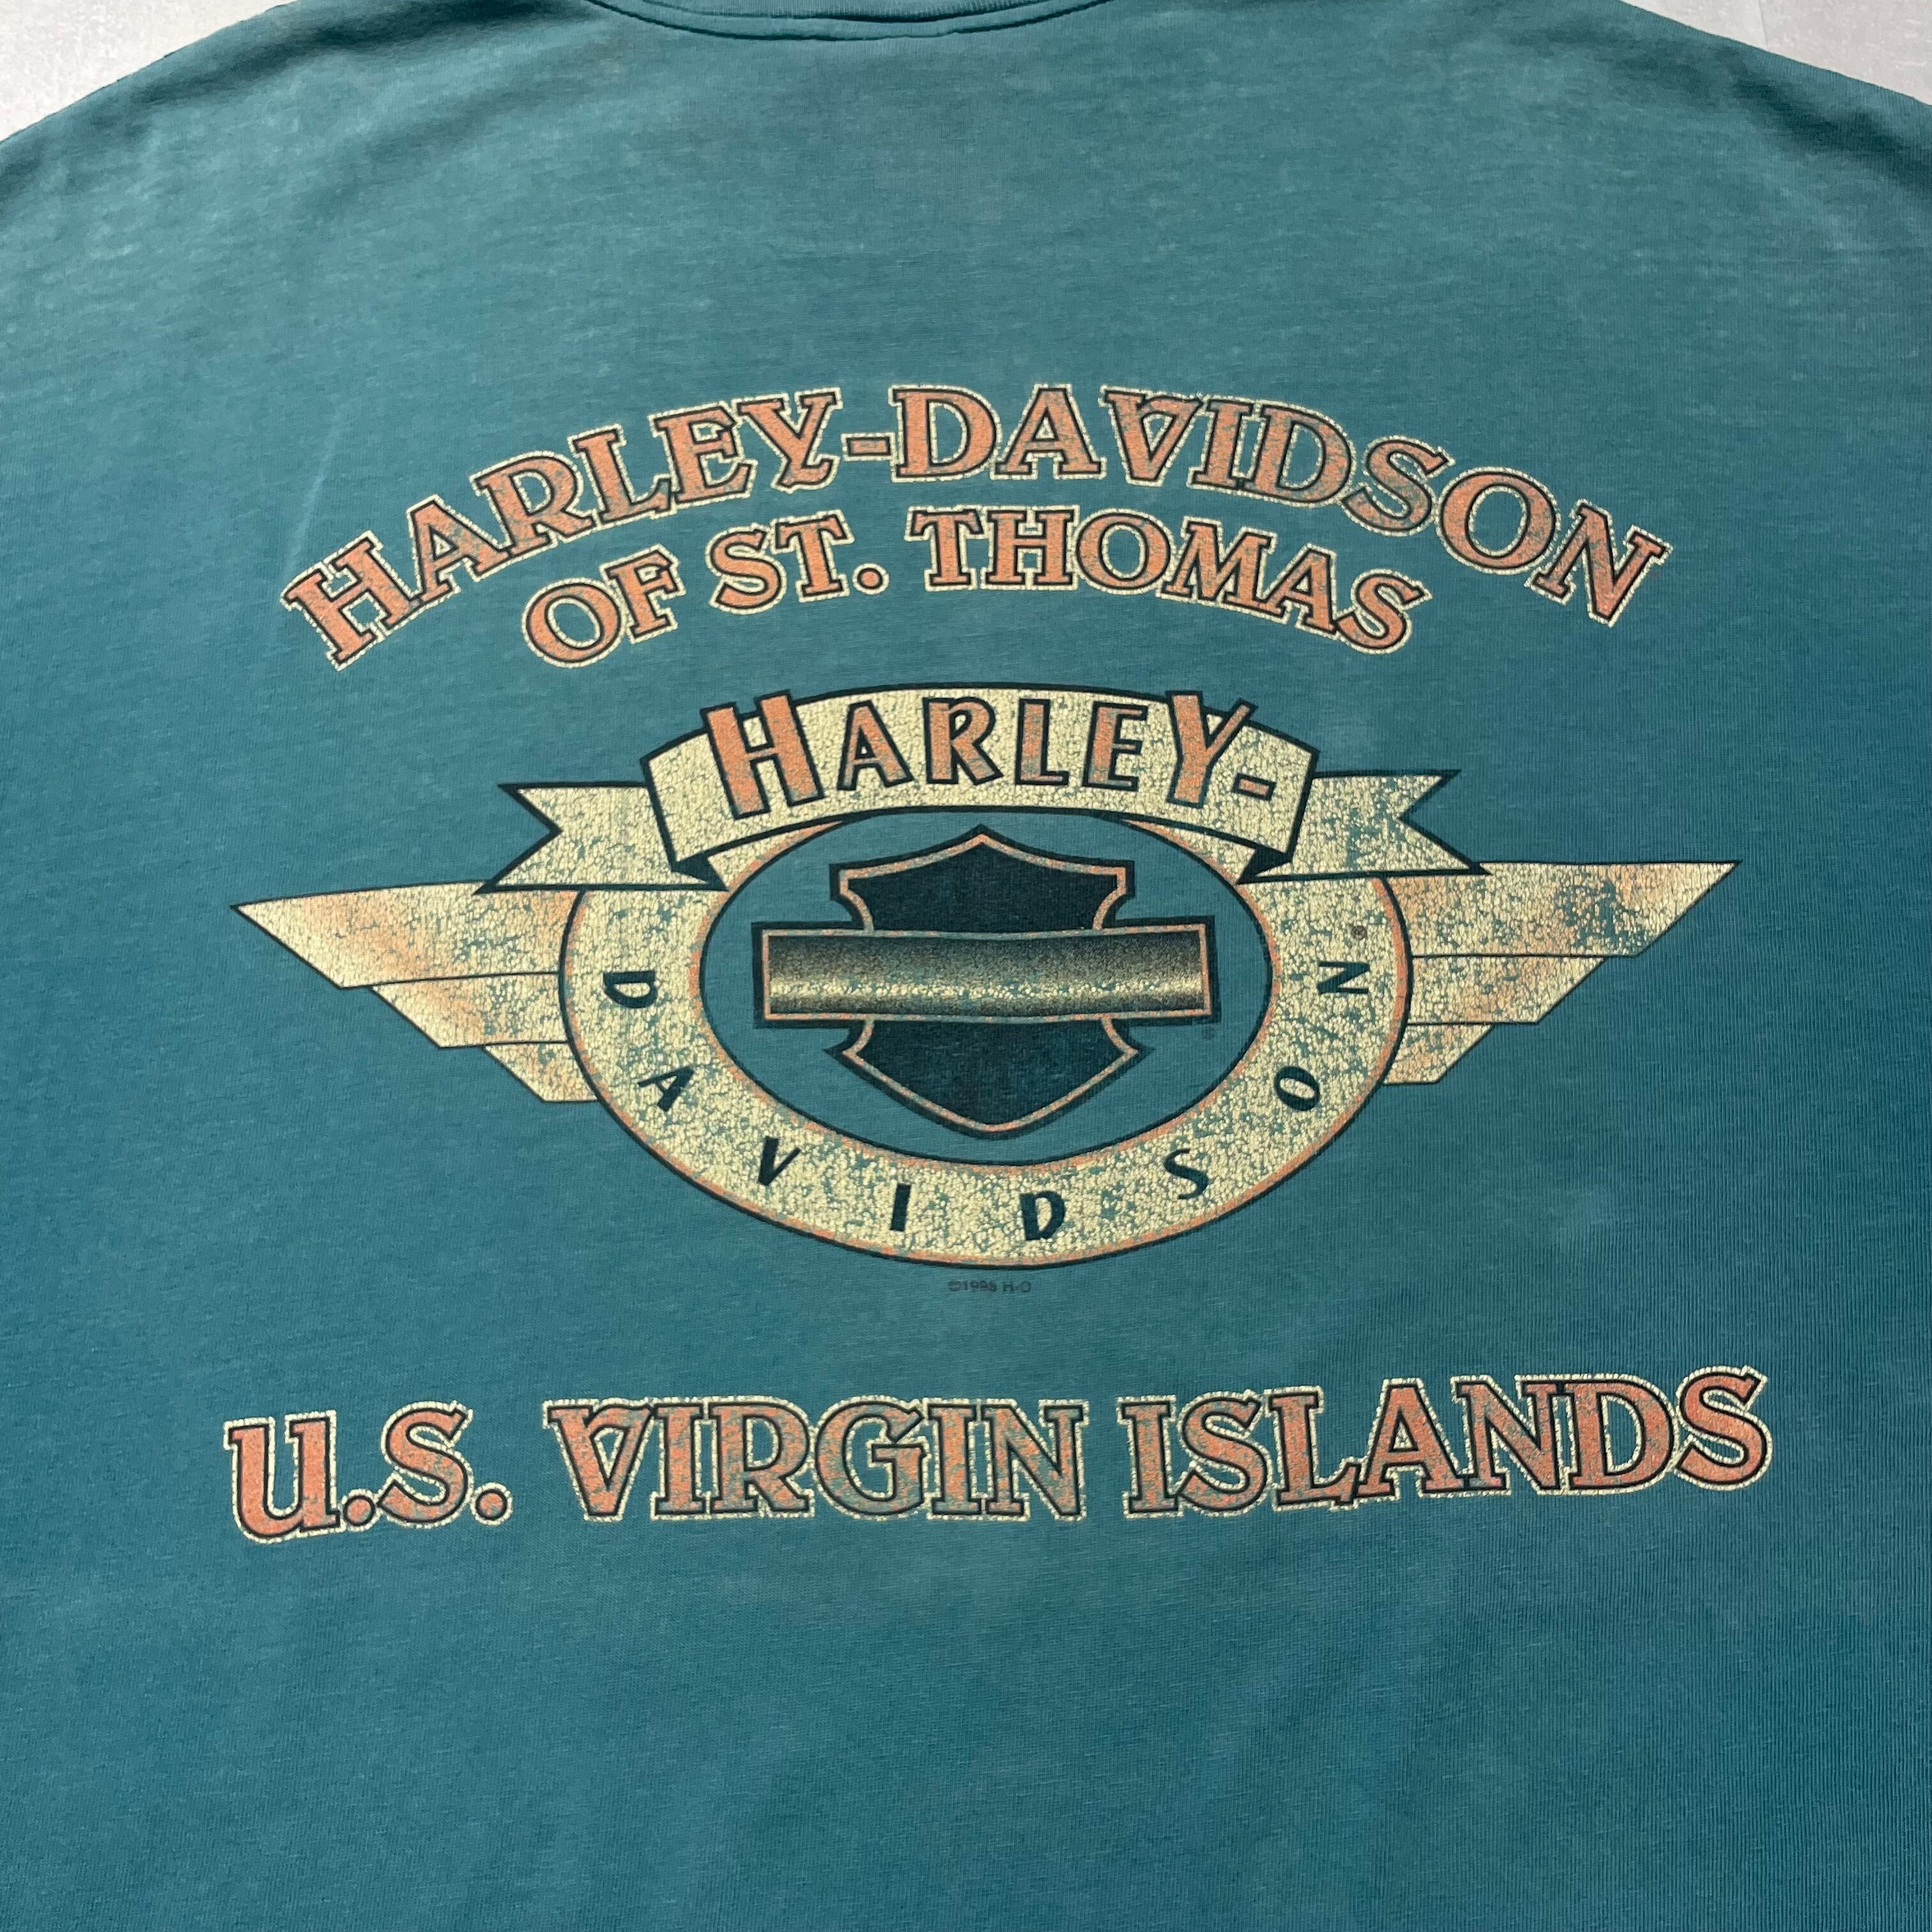 HARLEY-DAVIDSON
OF ST. THOMAS
HARLEY-
DAVIDSON
U.S. VIRGIN ISLANDS